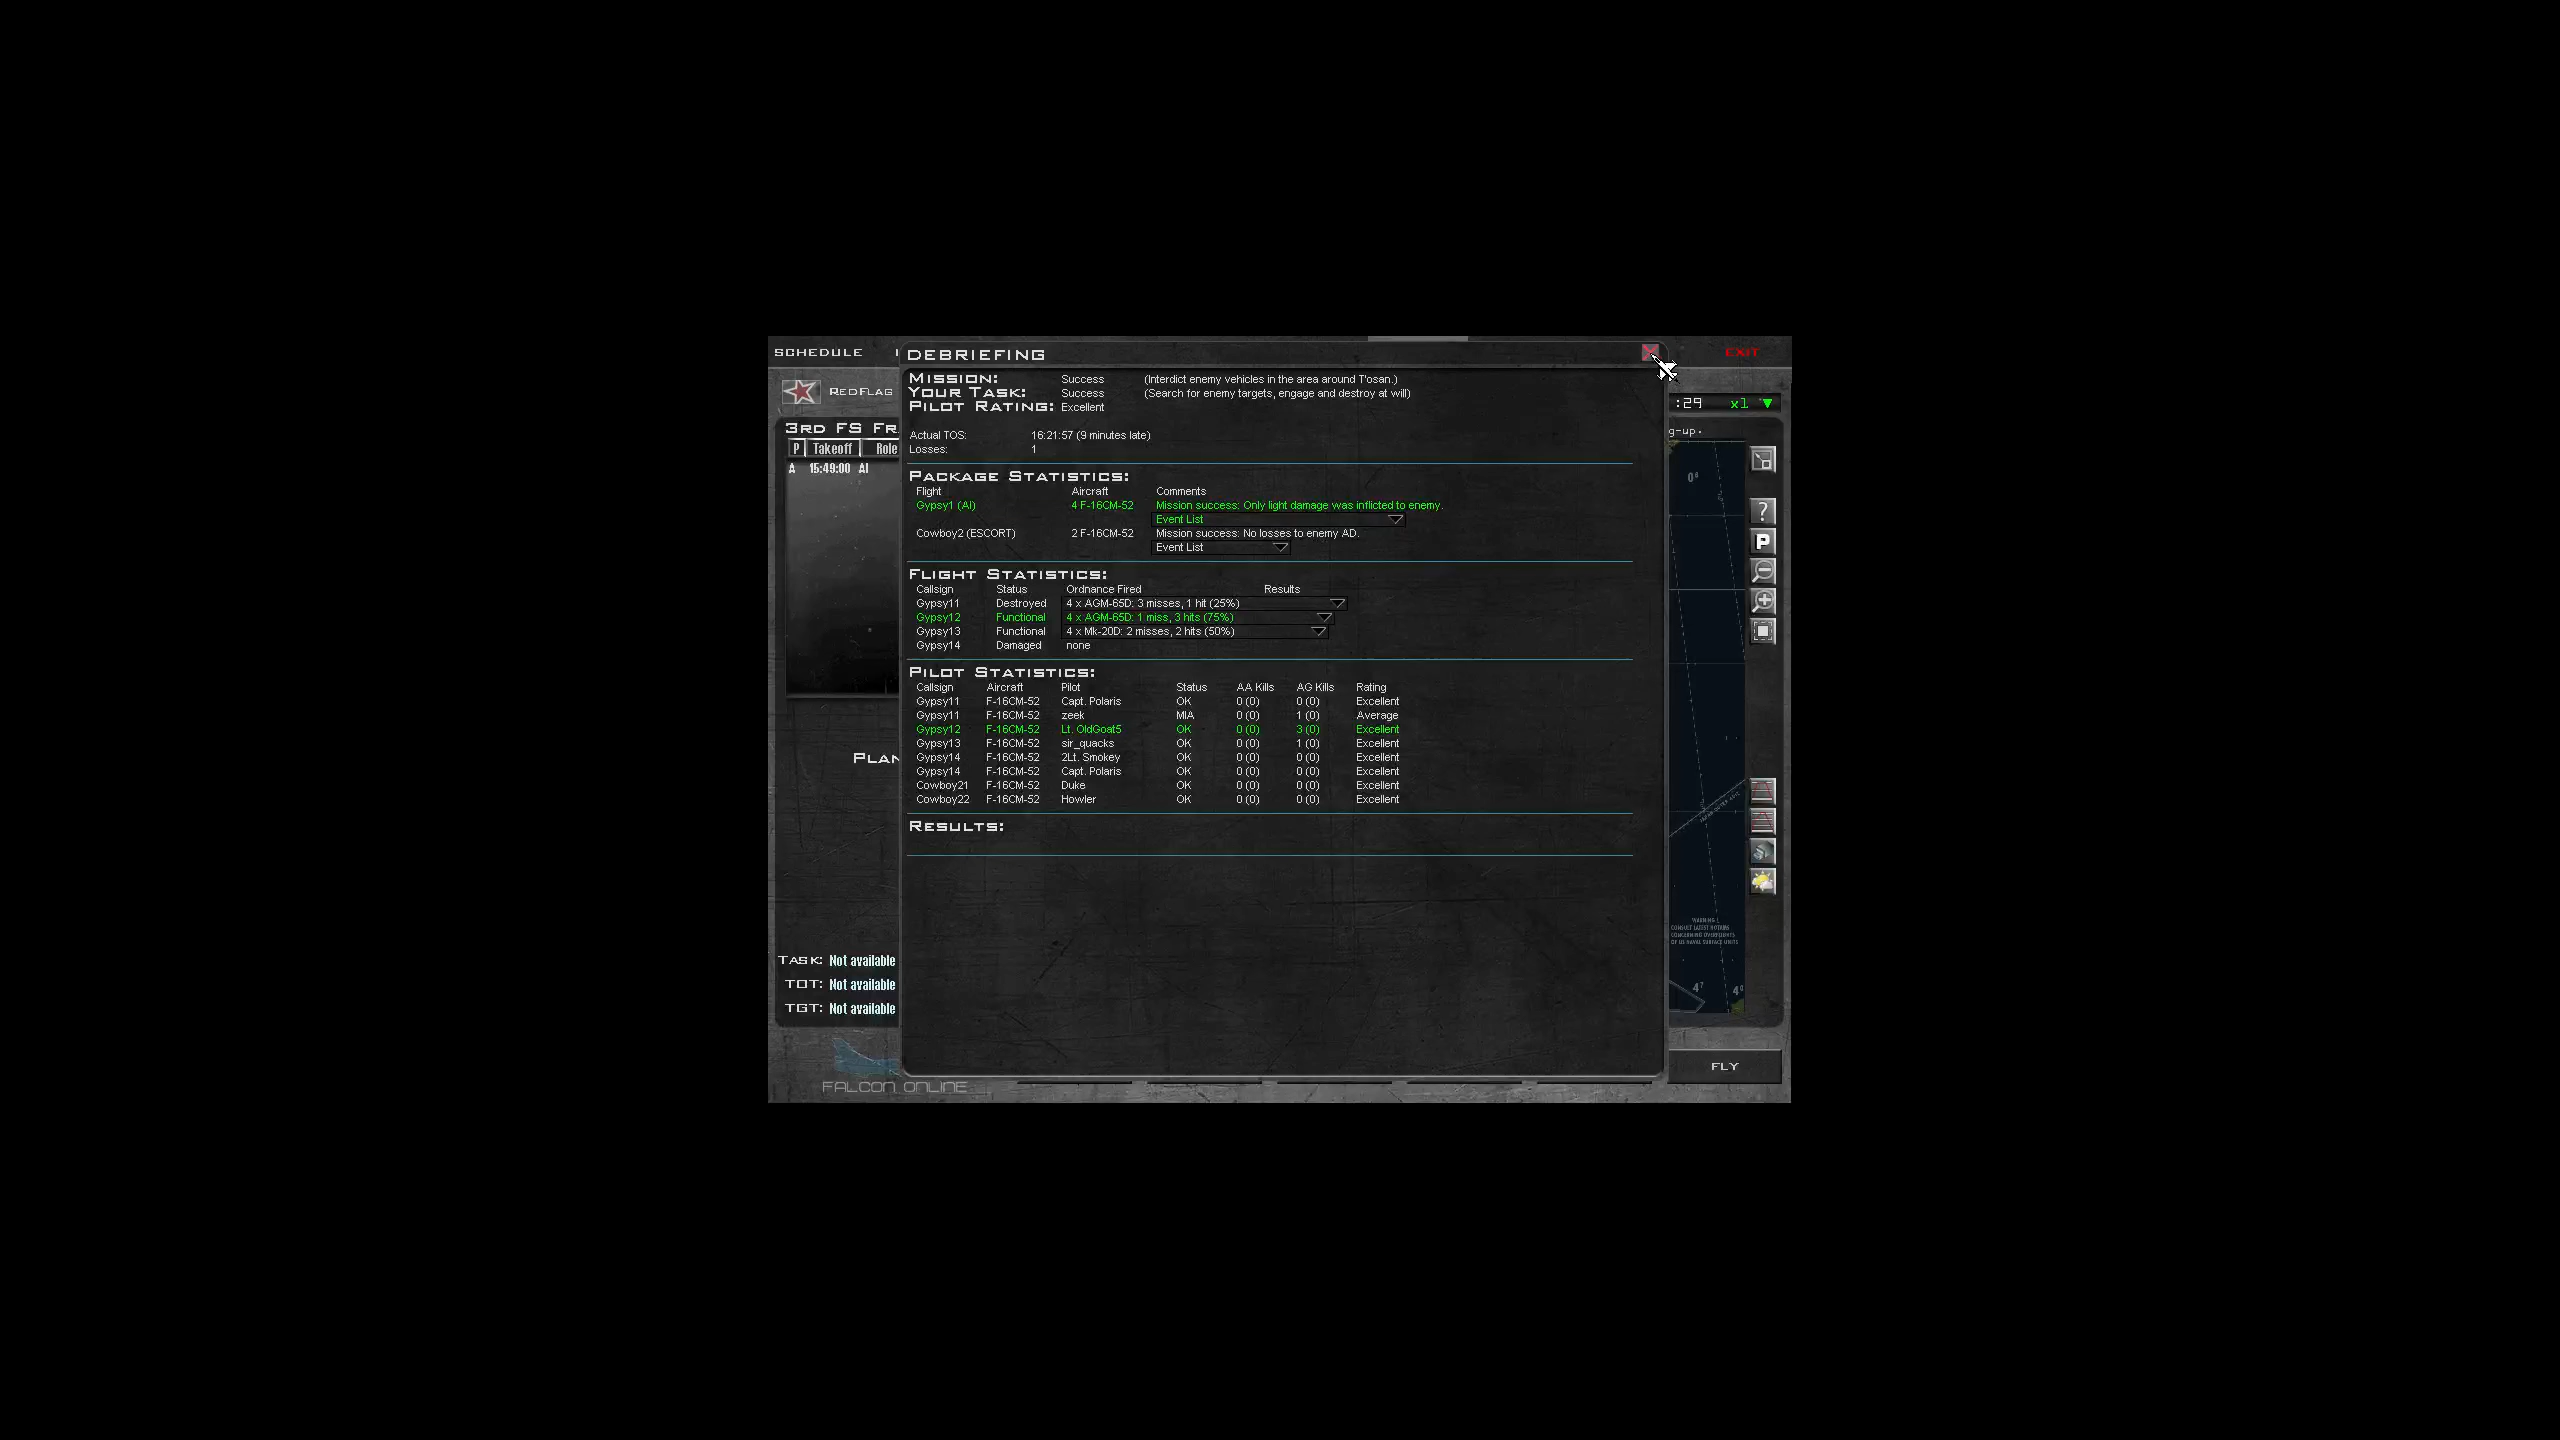 SCHEDULE
DEBRIEFING
EXIT
REDFLAG
MISSION: Success (Interdict enemy vehicles in the area around T'osan.)
YOUR TASK: Success (Search for enemy targets, engage and destroy at will)
PILOT RATING: Excellent
:29 x1
Actual TOS: 16:21:57 (9 minutes late)
Losses: 1
3RD FS FR
g-up.
P Takeoff Role
A 15:49:00 AI
PACKAGE STATISTICS:
Flight Aircraft Comments
Gypsy1 (AI) 4 F-16CM-52 Mission success: Only light damage was inflicted to enemy.
Event List
Cowboy2 (ESCORT) 2 F-16CM-52 Mission success: No losses to enemy AD.
Event List
?
P
FLIGHT STATISTICS:
Callsign Status Ordnance Fired Results
Gypsy11 Destroyed 4 x AGM-65D: 3 misses, 1 hit (25%)
Gypsy12 Functional 4 x AGM-65D: 1 miss, 3 hits (75%)
Gypsy13 Functional 4 x Mk-20D: 2 misses, 2 hits (50%)
Gypsy14 Damaged none
PILOT STATISTICS:
Callsign Aircraft Pilot Status AA Kills AG Kills Rating
Gypsy11 F-16CM-52 Capt. Polaris OK 0 (0) 0 (0) Excellent
Gypsy11 F-16CM-52 zeek MIA 0 (0) 1 (0) Average
Gypsy12 F-16CM-52 Lt. OldGoat5 OK 0 (0) 3 (0) Excellent
Gypsy13 F-16CM-52 sir_quacks OK 0 (0) 1 (0) Excellent
Gypsy14 F-16CM-52 2Lt. Smokey OK 0 (0) 0 (0) Excellent
Gypsy14 F-16CM-52 Capt. Polaris OK 0 (0) 0 (0) Excellent
Cowboy21 F-16CM-52 Duke OK 0 (0) 0 (0) Excellent
Cowboy22 F-16CM-52 Howler OK 0 (0) 0 (0) Excellent
PLAN
RESULTS:
WARNING
CONSULT LATEST NOTAMS
CONCERNING OVERFLIGHTS
OF US NAVAL SURFACE UNITS
TASK: Not available
TOT: Not available
TGT: Not available
FLY
FALCON ONLINE